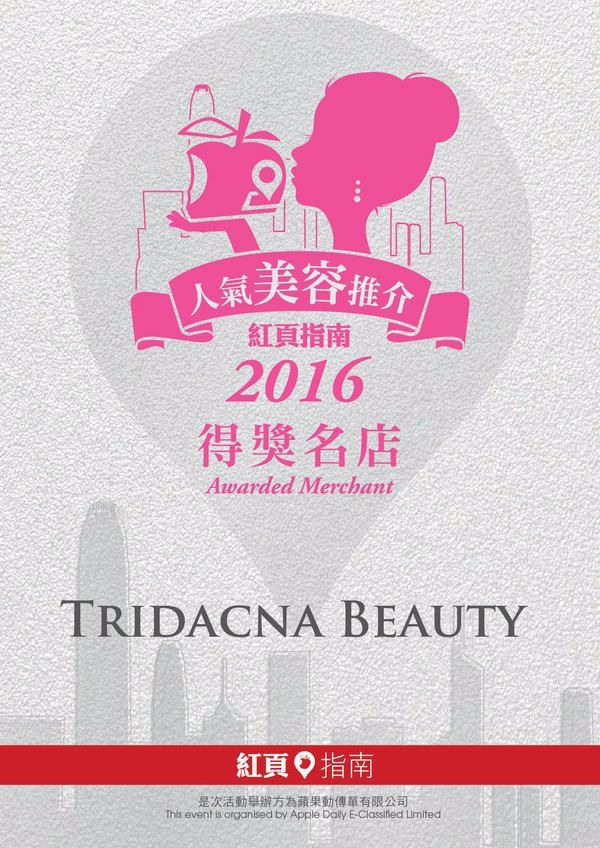 人氣美容推介
紅頁指南
2016
得獎名店
Awarded Merchant
TRIDACNA BEAUTY
紅頁指南
是次活動舉辦方為蘋果動傳單有限公司
This event is organised by Apple Daily E-Classified Limited